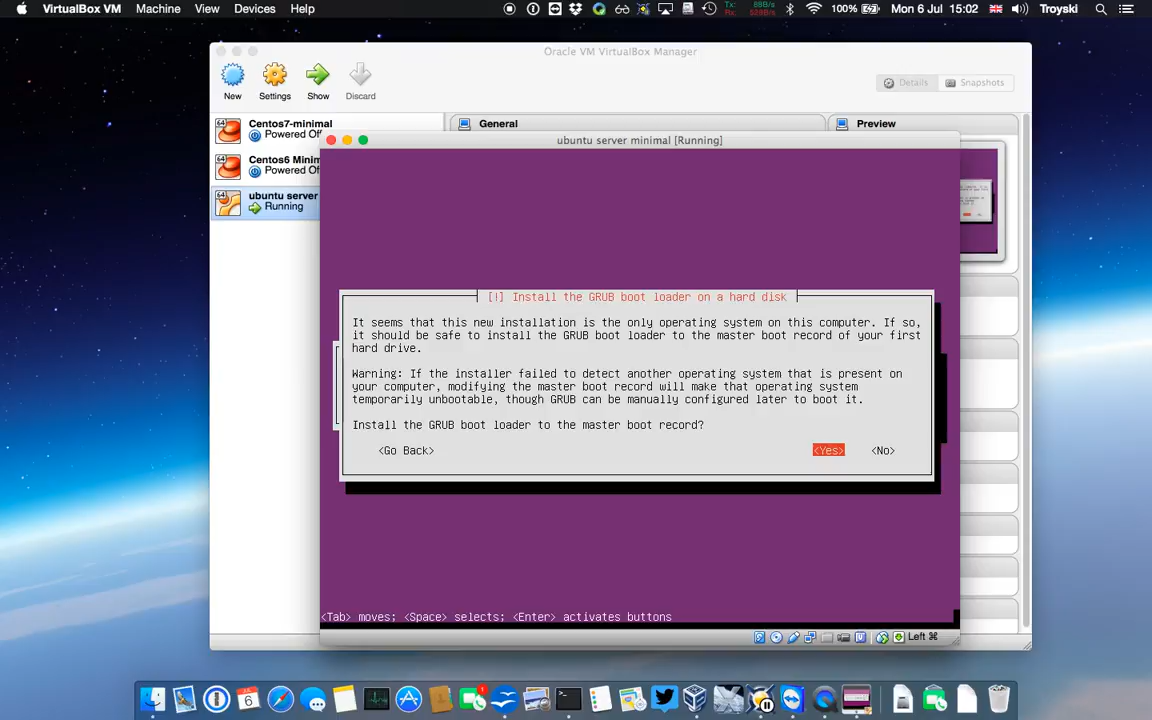 VirtualBox VM Machine View Devices Help 100% Mon 6 Jul 15:02 Troyski
Oracle VM VirtualBox Manager
New Settings Show Discard Details Snapshots
Centos7-minimal
Powered Of
Centos6 Minim
Powered Of
ubuntu server
Running
General
Preview
ubuntu server minimal [Running]
[!] Install the GRUB boot loader on a hard disk
It seems that this new installation is the only operating system on this computer. If so,
it should be safe to install the GRUB boot loader to the master boot record of your first
hard drive.
Warning: If the installer failed to detect another operating system that is present on
your computer, modifying the master boot record will make that operating system
temporarily unbootable, though GRUB can be manually configured later to boot it.
Install the GRUB boot loader to the master boot record?
<Go Back> <Yes> <No>
<Tab> moves; <Space> selects; <Enter> activates buttons
Left ⌘